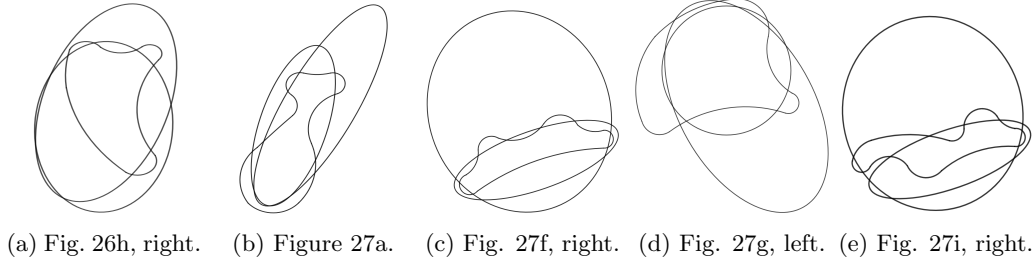 (a) Fig. 26h, right. (b) Figure 27a. (c) Fig. 27f, right. (d) Fig. 27g, left. (e) Fig. 27i, right.